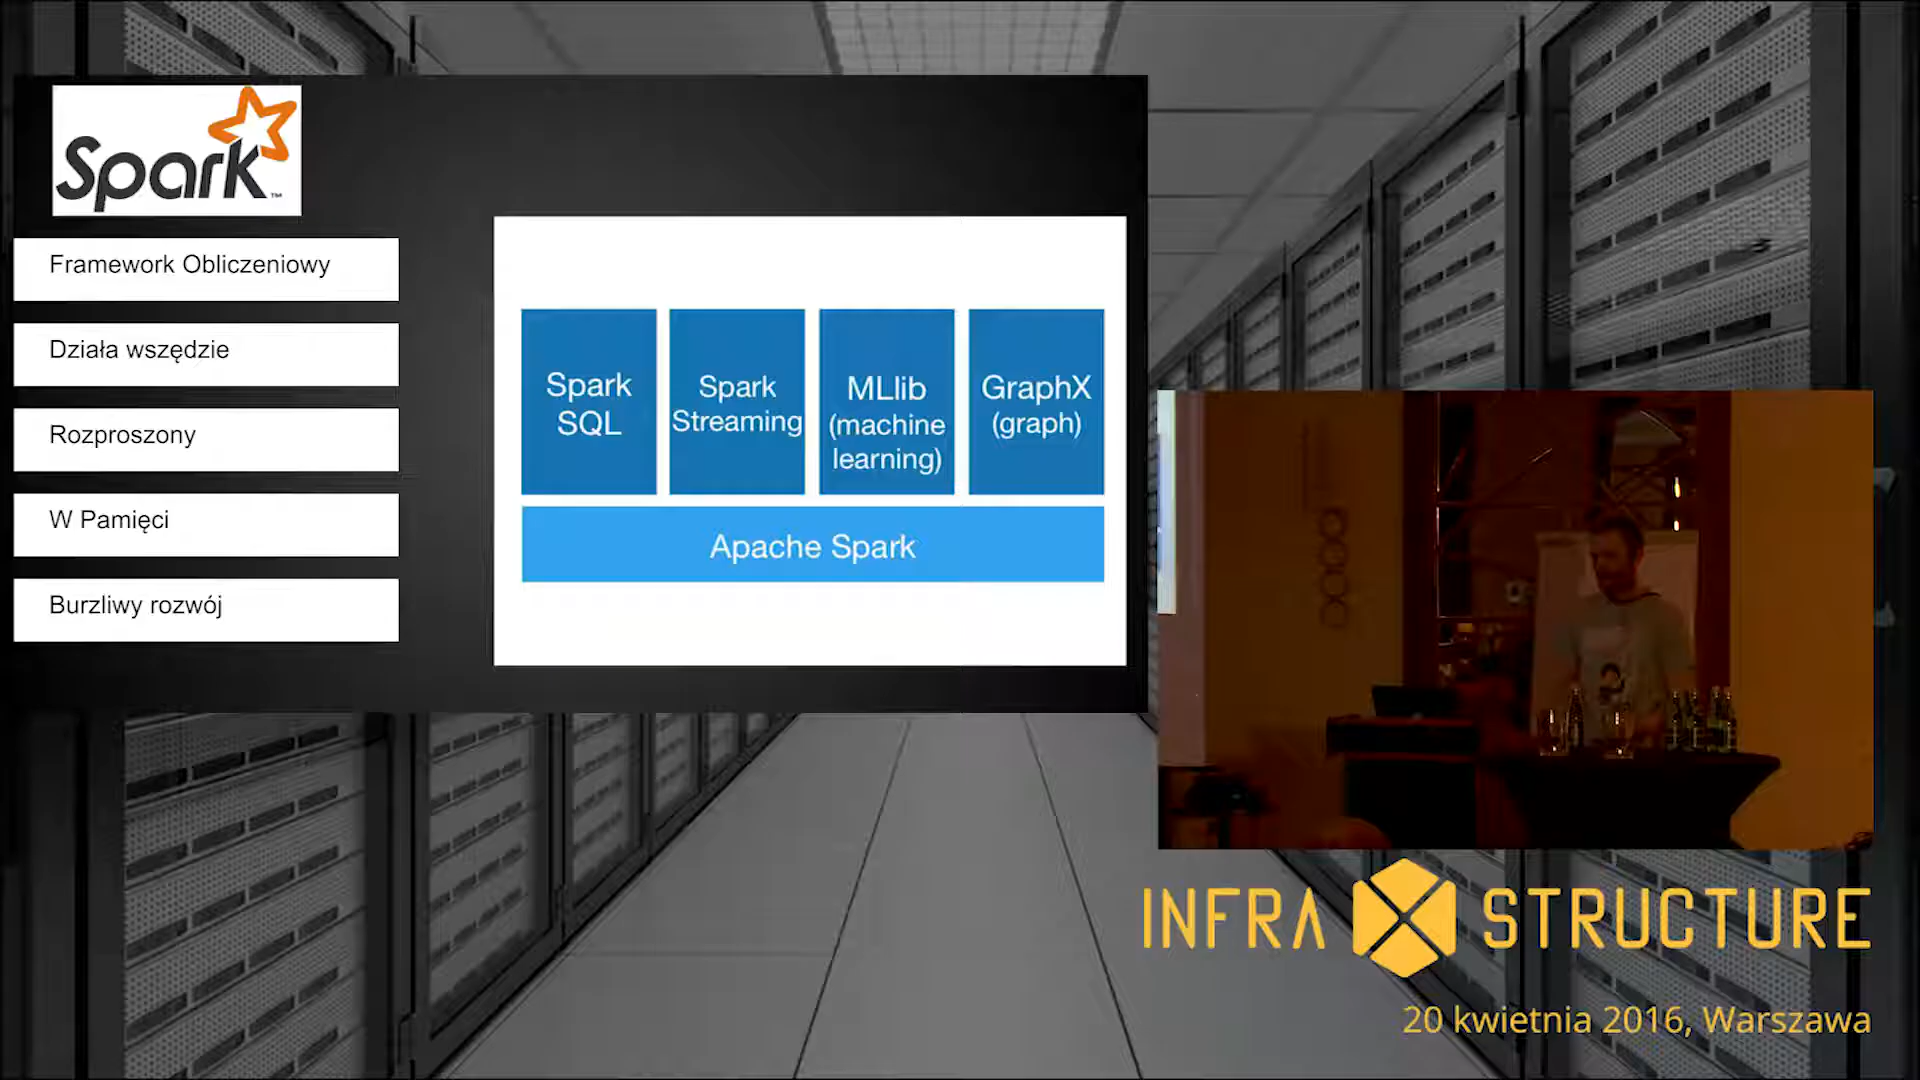 Spark™
Framework Obliczeniowy
Działa wszędzie
Rozproszony
W Pamięci
Burzliwy rozwój
Spark
SQL
Spark
Streaming
MLlib
(machine
learning)
GraphX
(graph)
Apache Spark
INFRA STRUCTURE
20 kwietnia 2016, Warszawa